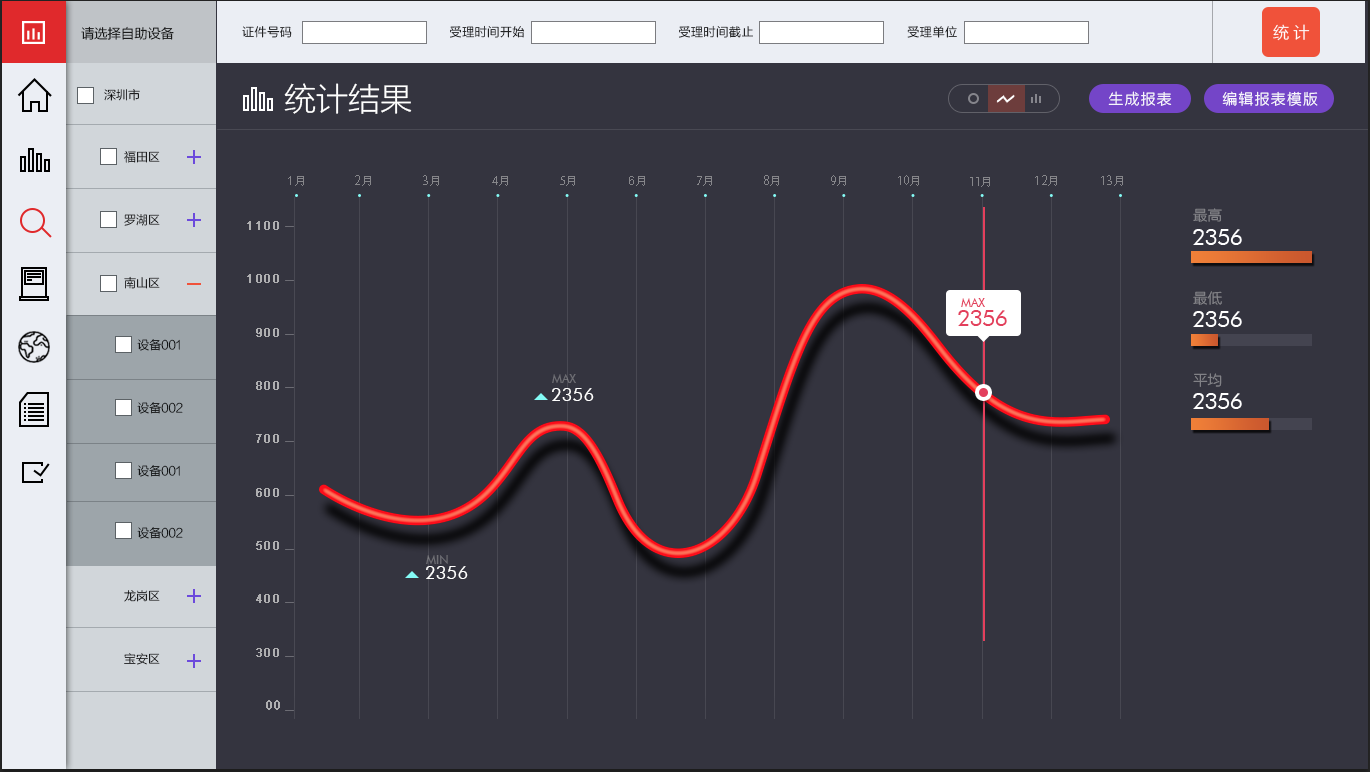 请选择自助设备
证件号码
受理时间开始
受理时间截止
受理单位
统计
深圳市
福田区
罗湖区
南山区
设备001
设备002
设备001
设备002
龙岗区
宝安区
统计结果
生成报表
编辑报表模版
1月 2月 3月 4月 5月 6月 7月 8月 9月 10月 11月 12月 13月
1100
1000
900
800
700
600
500
400
300
00
MAX
2356
MIN
2356
MAX
2356
最高
2356
最低
2356
平均
2356